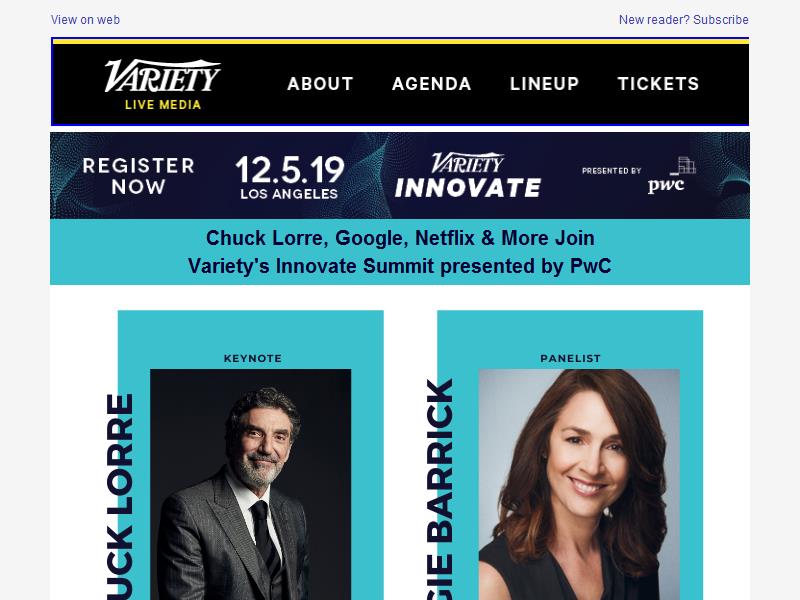 View on web
New reader? Subscribe
VARIETY
LIVE MEDIA
ABOUT AGENDA LINEUP TICKETS
REGISTER
NOW
12.5.19
LOS ANGELES
VARIETY
INNOVATE
PRESENTED BY
pwc
Chuck Lorre, Google, Netflix & More Join
Variety's Innovate Summit presented by PwC
KEYNOTE
UCK LORRE
PANELIST
GIE BARRICK